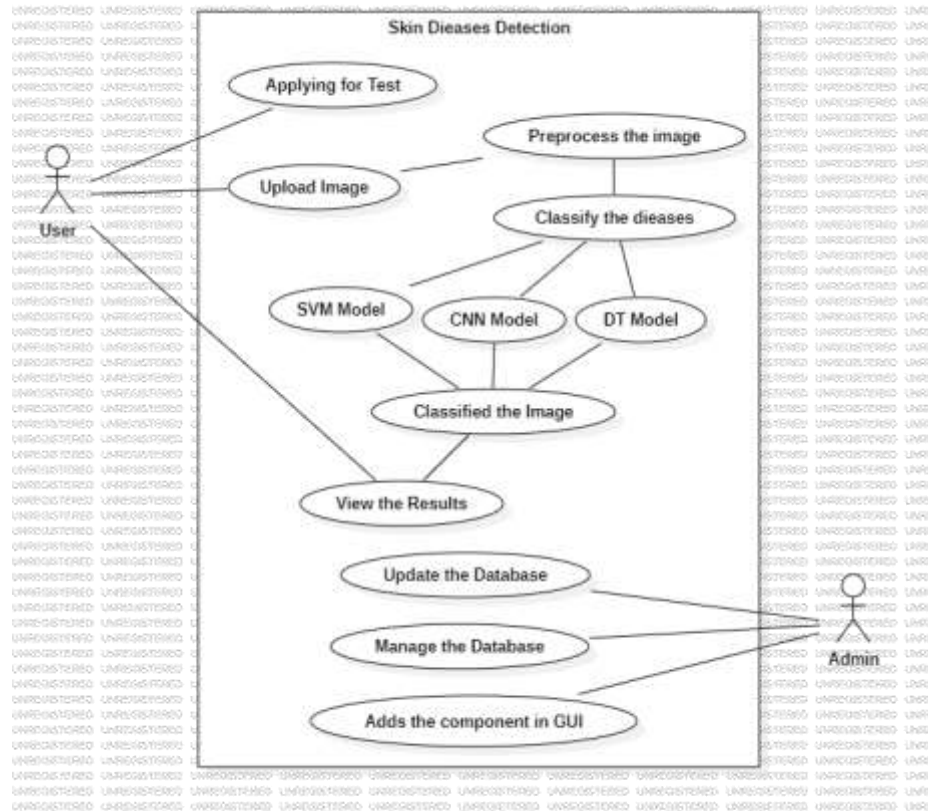 Skin Dieases Detection
Applying for Test
Preprocess the image
Upload Image
Classify the dieases
User
SVM Model
CNN Model
DT Model
Classified the Image
View the Results
Update the Database
Manage the Database
Admin
Adds the component in GUI
UNREGISTERED